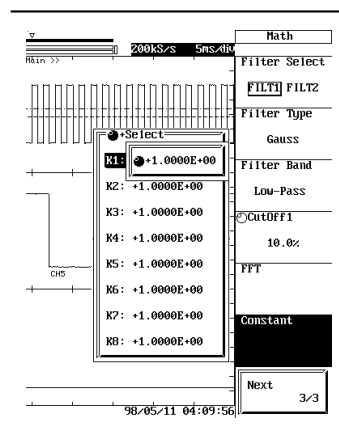 Math
200kS/s 5ms/div
Main >>
Filter Select
FILT1 FILT2
Filter Type
Gauss
+Select
K1: +1.0000E+00
Filter Band
K2: +1.0000E+00
Low-Pass
K3: +1.0000E+00
CutOff1
K4: +1.0000E+00
10.0%
K5: +1.0000E+00
FFT
CH5
K6: +1.0000E+00
K7: +1.0000E+00
Constant
K8: +1.0000E+00
Next
3/3
98/05/11 04:09:56